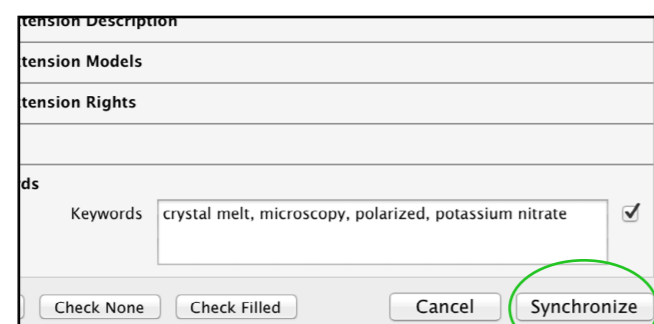 tension Description
tension Models
tension Rights
ds
Keywords crystal melt, microscopy, polarized, potassium nitrate
Check None Check Filled Cancel Synchronize